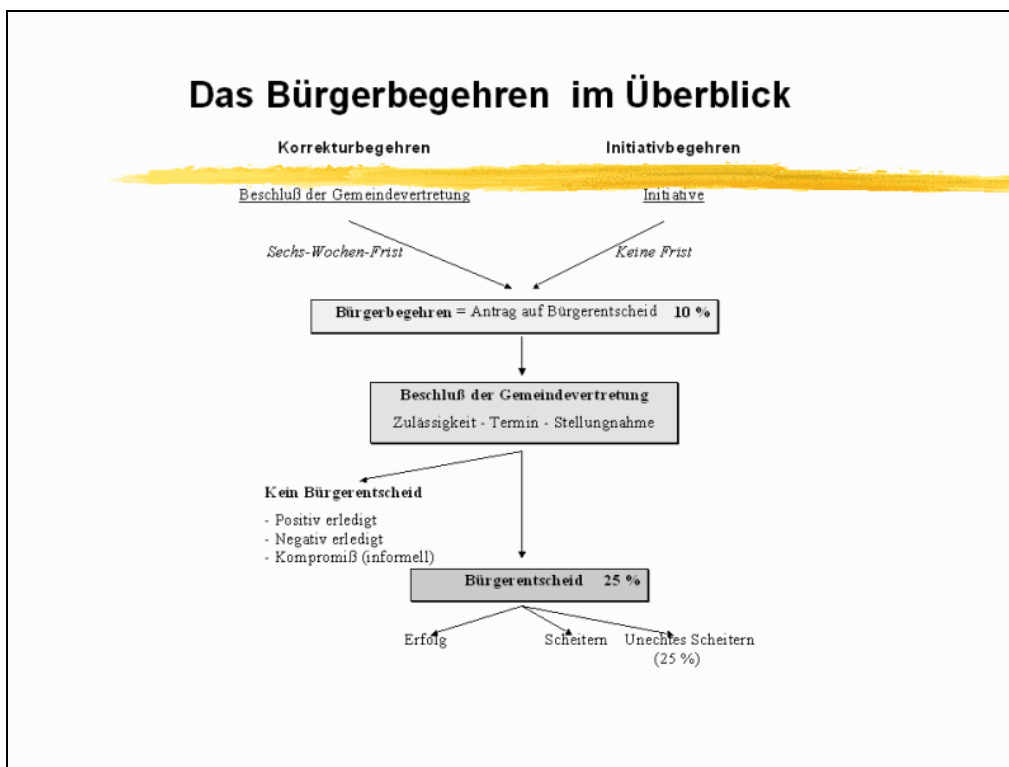 Das Bürgerbegehren im Überblick
Korrekturbegehren Initiativbegehren
Beschluß der Gemeindevertretung Initiative
Sechs-Wochen-Frist Keine Frist
Bürgerbegehren = Antrag auf Bürgerentscheid 10 %
Beschluß der Gemeindevertretung
Zulässigkeit - Termin - Stellungnahme
Kein Bürgerentscheid
- Positiv erledigt
- Negativ erledigt
- Kompromiß (informell)
Bürgerentscheid 25 %
Erfolg Scheitern Unechtes Scheitern
(25 %)